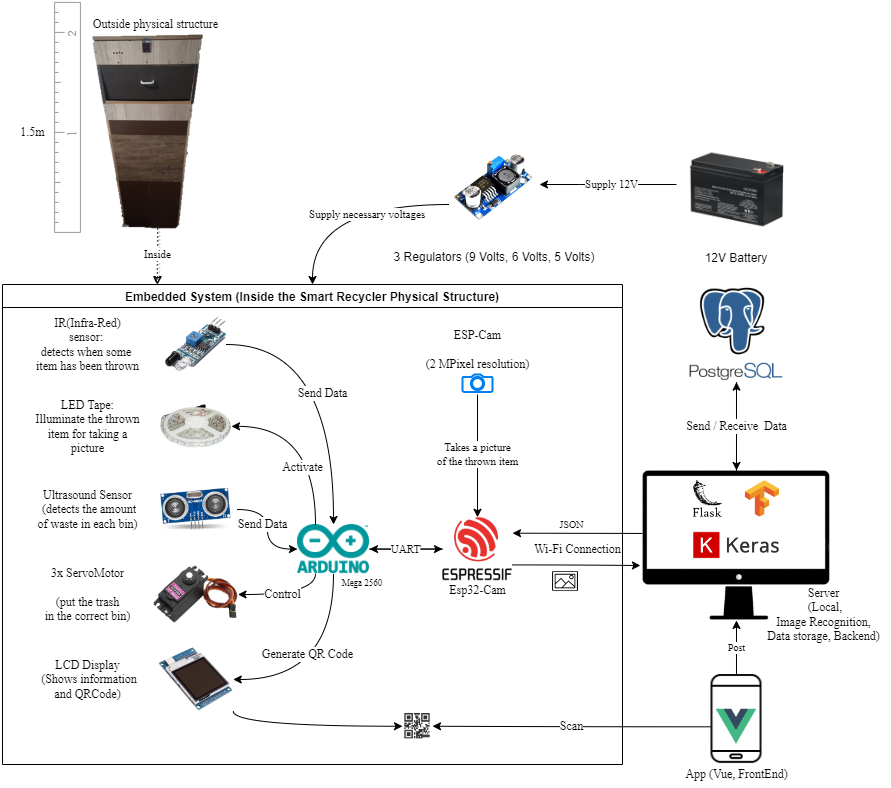 Outside physical structure
2
1.5m
1
Supply 12V
Supply necessary voltages
3 Regulators (9 Volts, 6 Volts, 5 Volts)
12V Battery
Inside
Embedded System (Inside the Smart Recycler Physical Structure)
IR(Infra-Red)
sensor:
detects when some
item has been thrown
Send Data
LED Tape:
Illuminate the thrown
item for taking a
picture
Activate
Ultrasound Sensor
(detects the amount
of waste in each bin)
Send Data
3x ServoMotor
(put the trash
in the correct bin)
Control
LCD Display
(Shows information
and QRCode)
Generate QR Code
ARDUINO
Mega 2560
UART
ESP-Cam
(2 MPixel resolution)
Takes a picture
of the thrown item
ESPRESSIF
Esp32-Cam
JSON
Wi-Fi Connection
PostgreSQL
Send / Receive Data
Flask
K Keras
Server
(Local,
Image Recognition,
Data storage, Backend)
Post
Scan
App (Vue, FrontEnd)